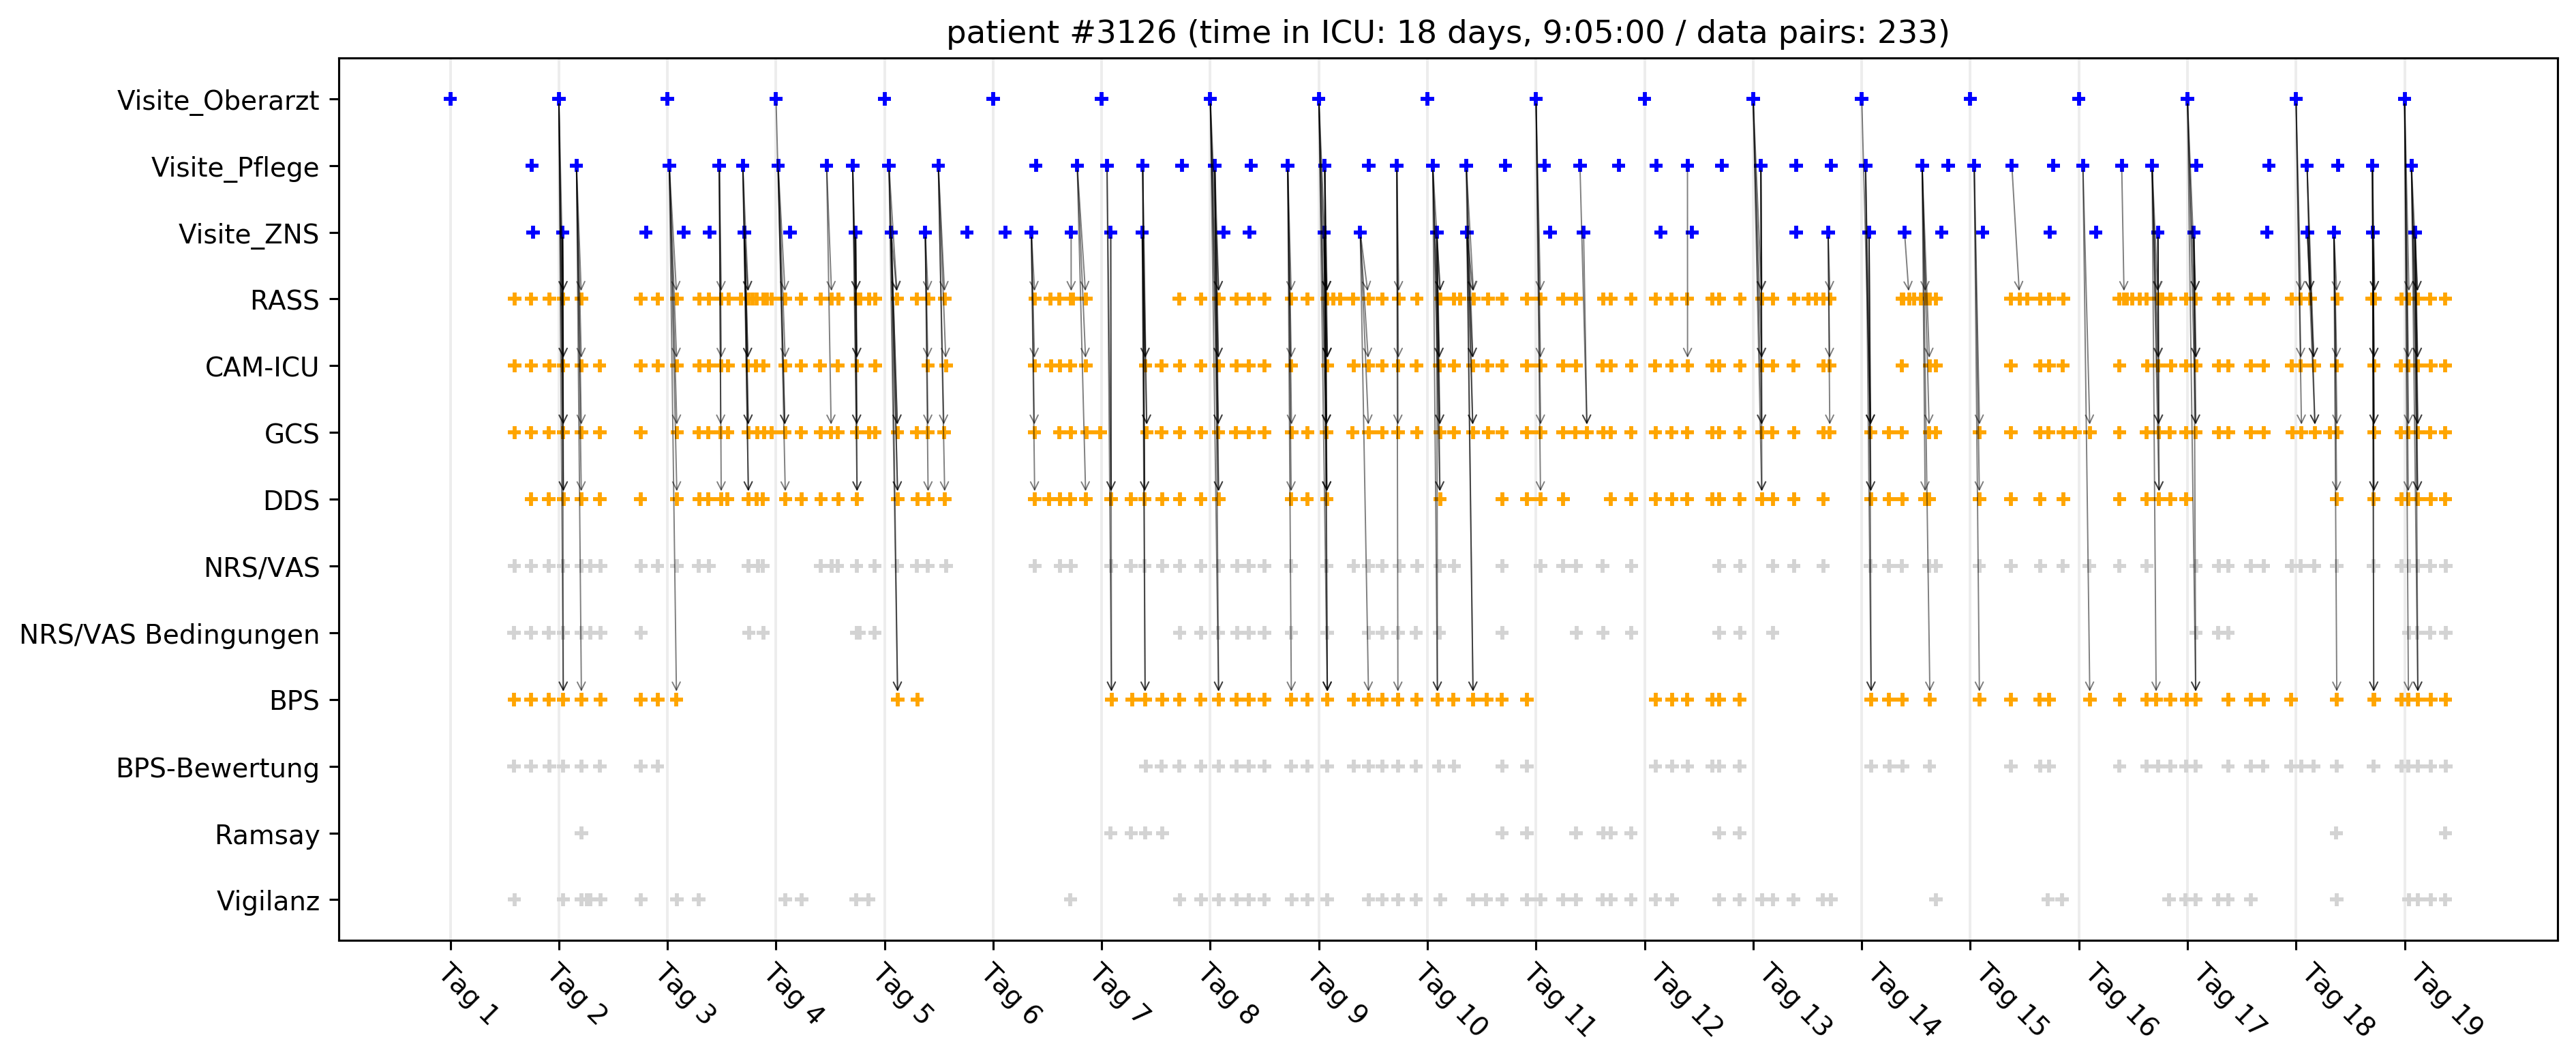 patient #3126 (time in ICU: 18 days, 9:05:00 / data pairs: 233)
Visite_Oberarzt
Visite_Pflege
Visite_ZNS
RASS
CAM-ICU
GCS
DDS
NRS/VAS
NRS/VAS Bedingungen
BPS
BPS-Bewertung
Ramsay
Vigilanz
Tag 1
Tag 2
Tag 3
Tag 4
Tag 5
Tag 6
Tag 7
Tag 8
Tag 9
Tag 10
Tag 11
Tag 12
Tag 13
Tag 14
Tag 15
Tag 16
Tag 17
Tag 18
Tag 19